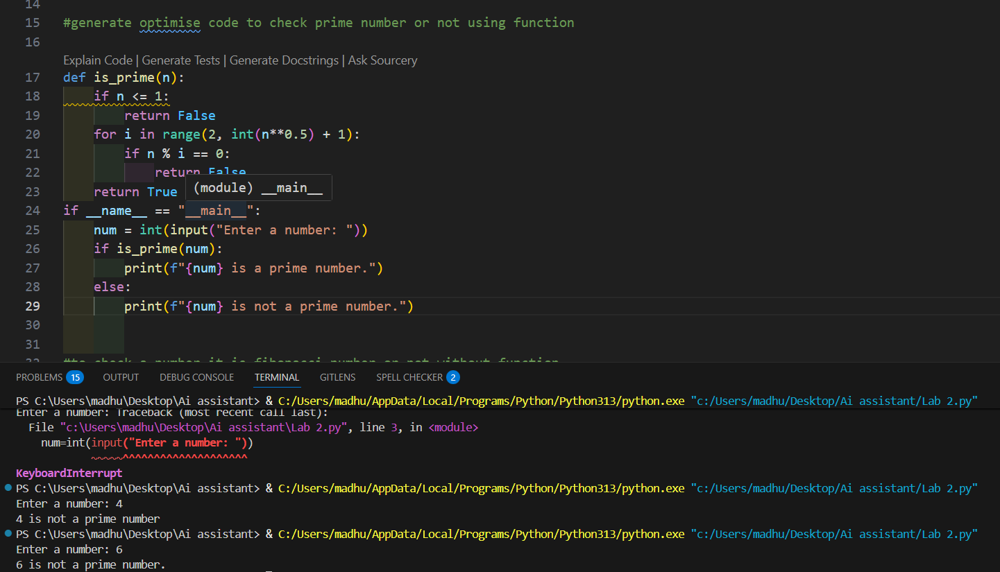 14
15 #generate optimise code to check prime number or not using function
16
Explain Code | Generate Tests | Generate Docstrings | Ask Sourcery
17 def is_prime(n):
18     if n <= 1:
19         return False
20     for i in range(2, int(n**0.5) + 1):
21         if n % i == 0:
22             return False
23     return True
(module) __main__
24 if __name__ == "__main__":
25     num = int(input("Enter a number: "))
26     if is_prime(num):
27         print(f"{num} is a prime number.")
28     else:
29         print(f"{num} is not a prime number.")
30
31
32 #to check a number it is fibonacci number or not without function
PROBLEMS 15 OUTPUT DEBUG CONSOLE TERMINAL GITLENS SPELL CHECKER 2
PS C:\Users\madhu\Desktop\Ai assistant> & C:/Users/madhu/AppData/Local/Programs/Python/Python313/python.exe "c:/Users/madhu/Desktop/Ai assistant/Lab 2.py"
Enter a number: Traceback (most recent call last):
  File "c:\Users\madhu\Desktop\Ai assistant\Lab 2.py", line 3, in <module>
    num=int(input("Enter a number: "))
            ~~~~~^^^^^^^^^^^^^^^^^^^^
KeyboardInterrupt
PS C:\Users\madhu\Desktop\Ai assistant> & C:/Users/madhu/AppData/Local/Programs/Python/Python313/python.exe "c:/Users/madhu/Desktop/Ai assistant/Lab 2.py"
Enter a number: 4
4 is not a prime number
PS C:\Users\madhu\Desktop\Ai assistant> & C:/Users/madhu/AppData/Local/Programs/Python/Python313/python.exe "c:/Users/madhu/Desktop/Ai assistant/Lab 2.py"
Enter a number: 6
6 is not a prime number.